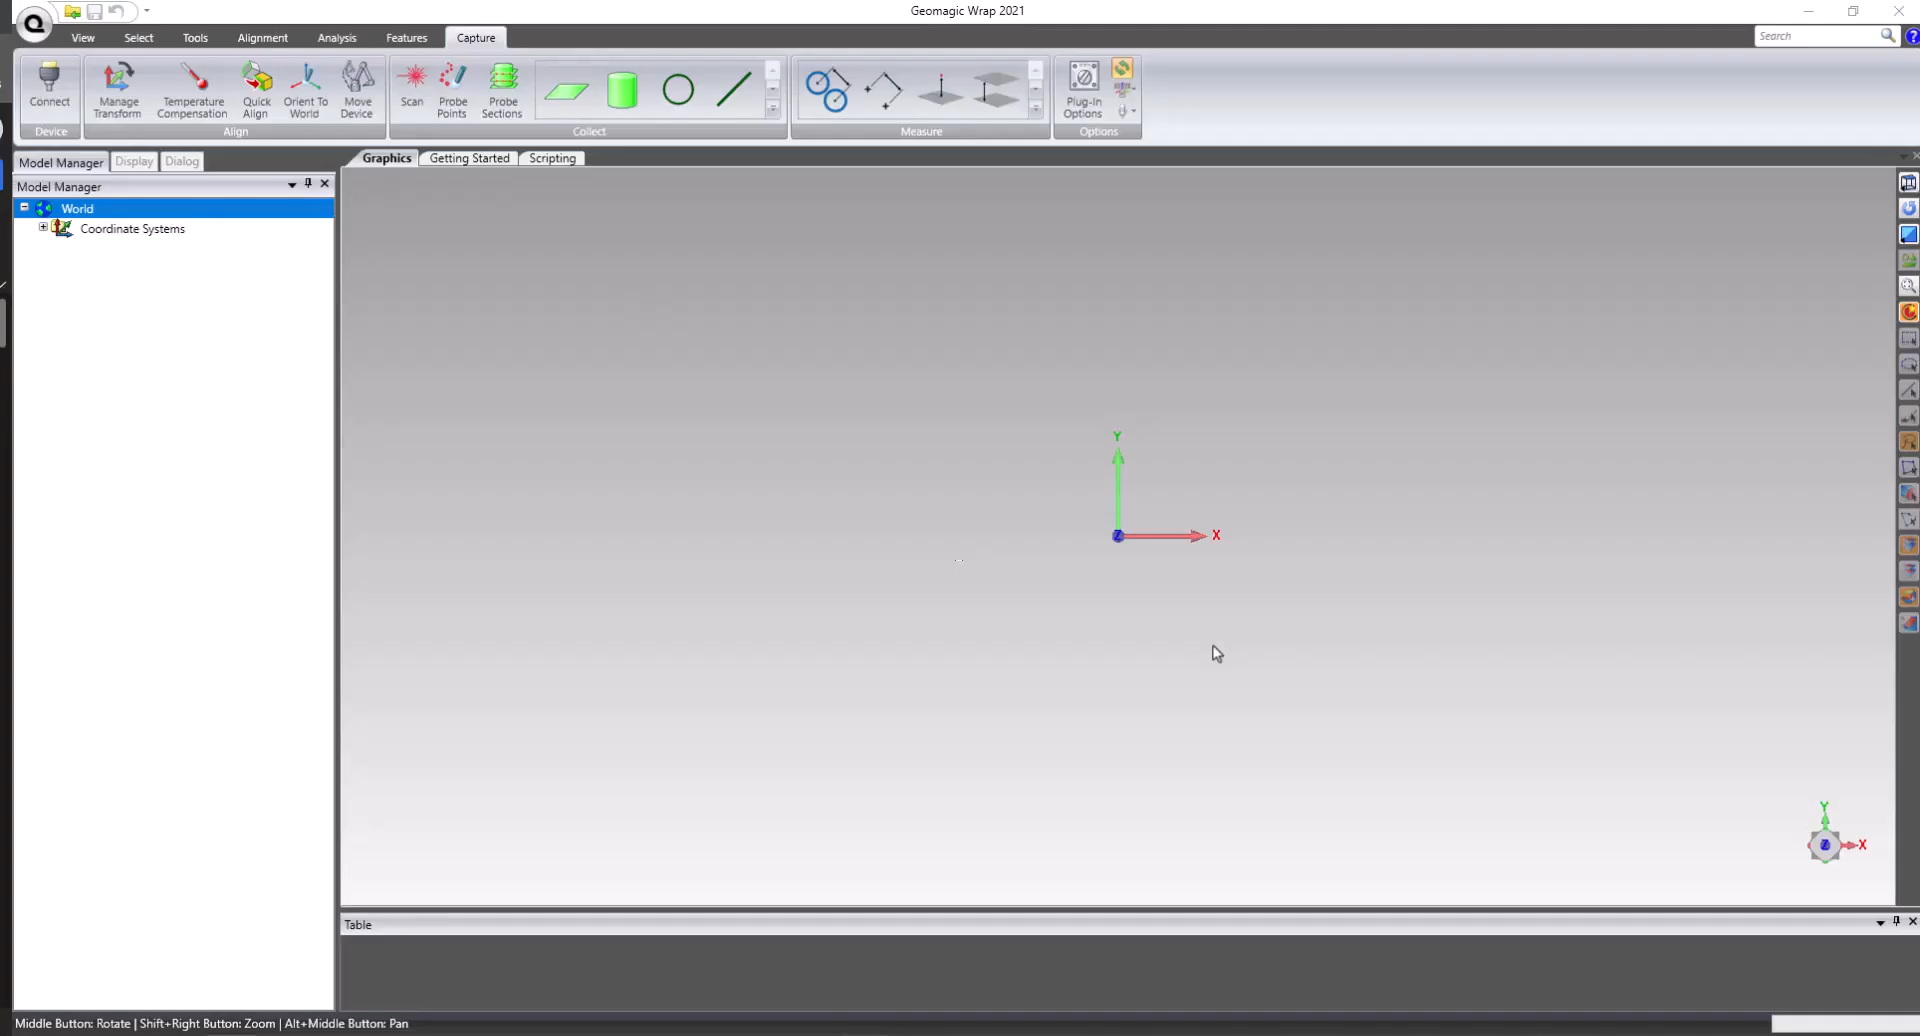 Geomagic Wrap 2021
View Select Tools Alignment Analysis Features Capture
Search
?
Connect
Manage Transform
Temperature Compensation
Quick Align
Orient To World
Move Device
Scan
Probe Points
Probe Sections
Plug-In Options
Device Align Collect Measure Options
Model Manager Display Dialog
Graphics Getting Started Scripting
Model Manager
World
Coordinate Systems
Y
Z X
Y
Z X
Table
Middle Button: Rotate | Shift+Right Button: Zoom | Alt+Middle Button: Pan